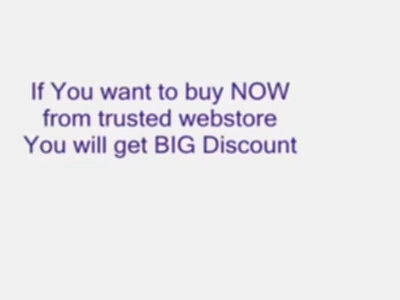 If You want to buy NOW
from trusted webstore
You will get BIG Discount